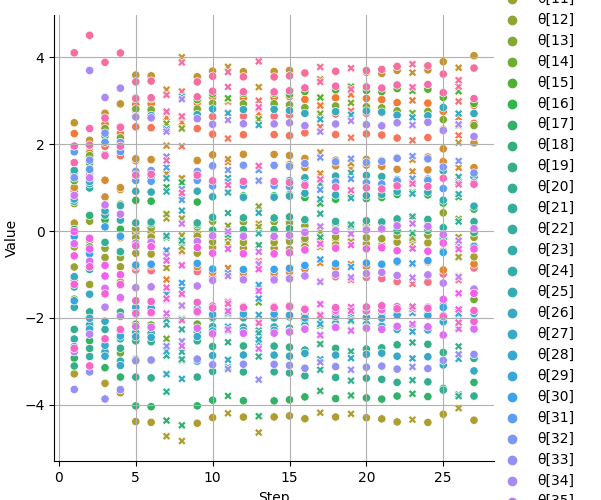 Value
4
2
0
−2
−4
0
5
10
15
20
25
Step
θ[11]
θ[12]
θ[13]
θ[14]
θ[15]
θ[16]
θ[17]
θ[18]
θ[19]
θ[20]
θ[21]
θ[22]
θ[23]
θ[24]
θ[25]
θ[26]
θ[27]
θ[28]
θ[29]
θ[30]
θ[31]
θ[32]
θ[33]
θ[34]
θ[35]